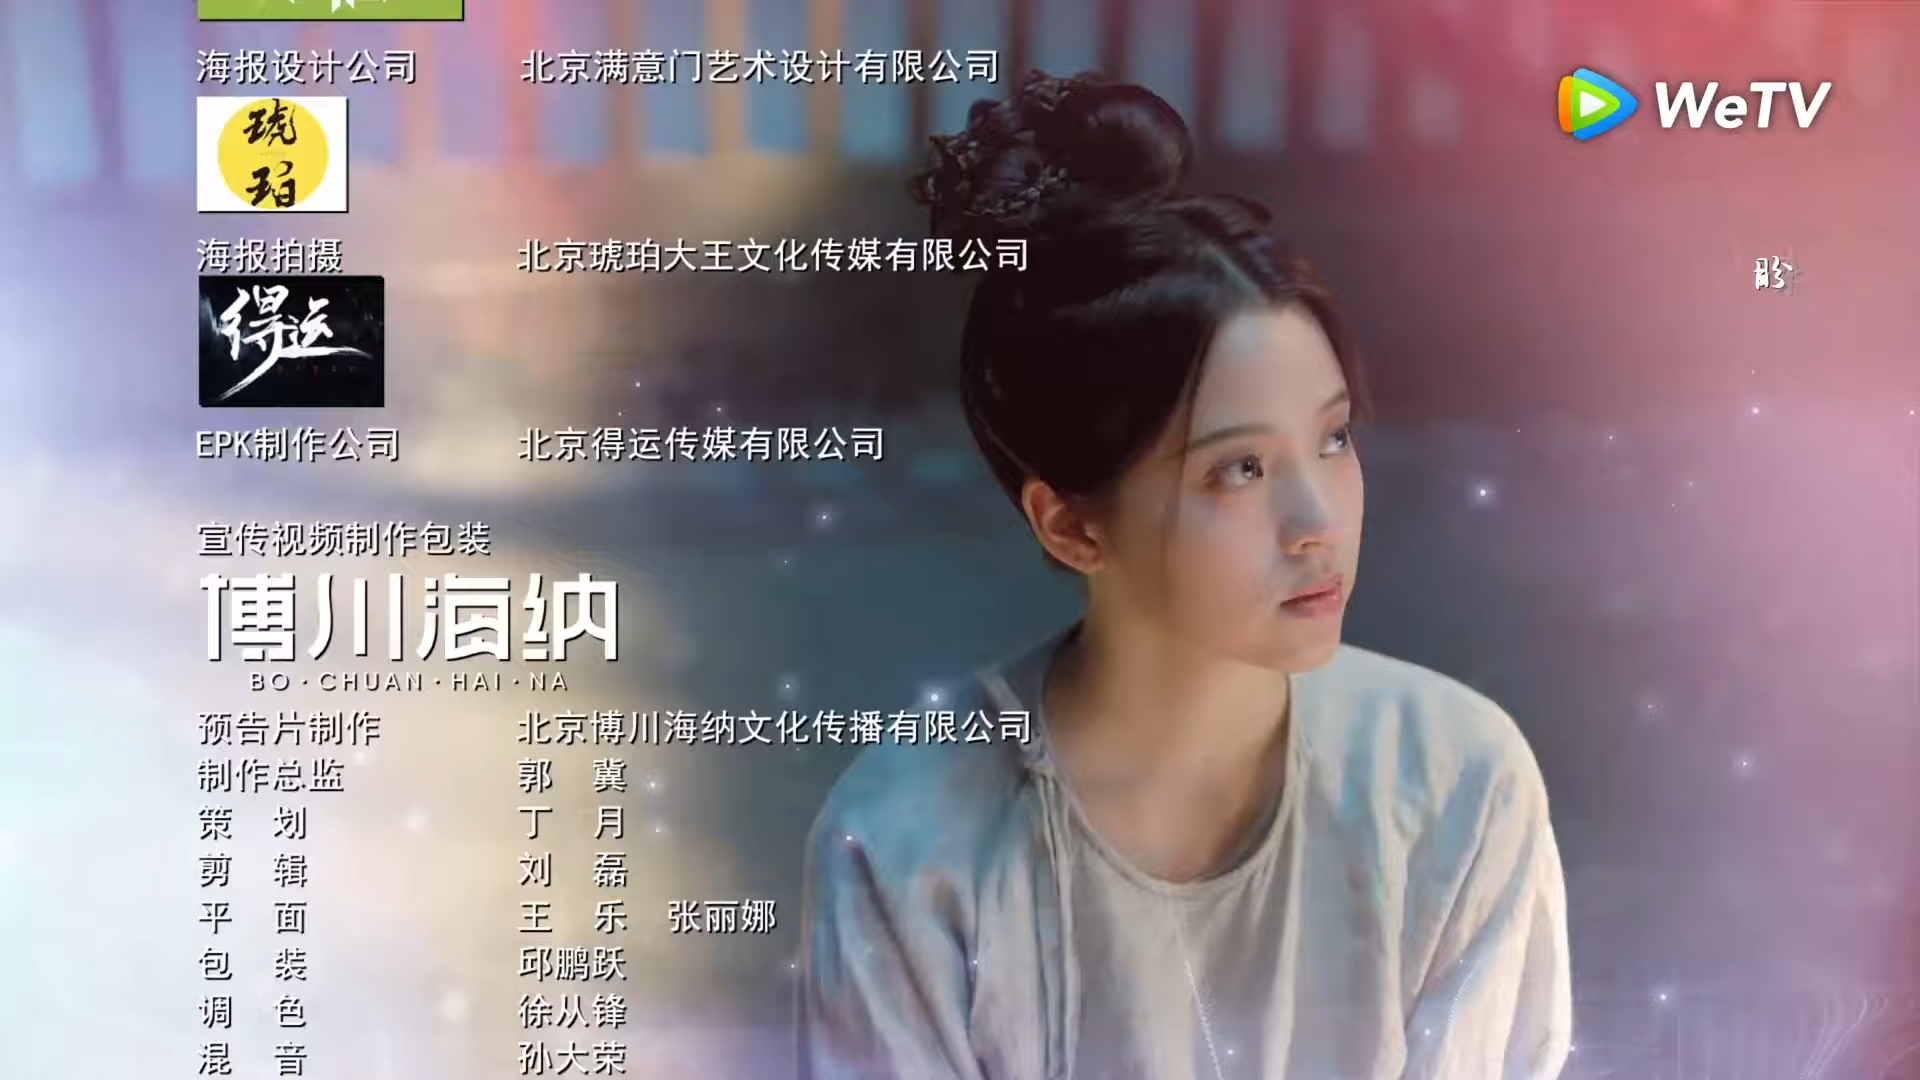 海报设计公司 北京满意门艺术设计有限公司
WeTV
琥
珀
海报拍摄 北京琥珀大王文化传媒有限公司
盼
得运
EPK制作公司 北京得运传媒有限公司
宣传视频制作包装
博川海纳
BO·CHUAN·HAI·NA
预告片制作 北京博川海纳文化传播有限公司
制作总监 郭 冀
策 划 丁 月
剪 辑 刘 磊
平 面 王 乐 张丽娜
包 装 邱鹏跃
调 色 徐从锋
混 音 孙大荣